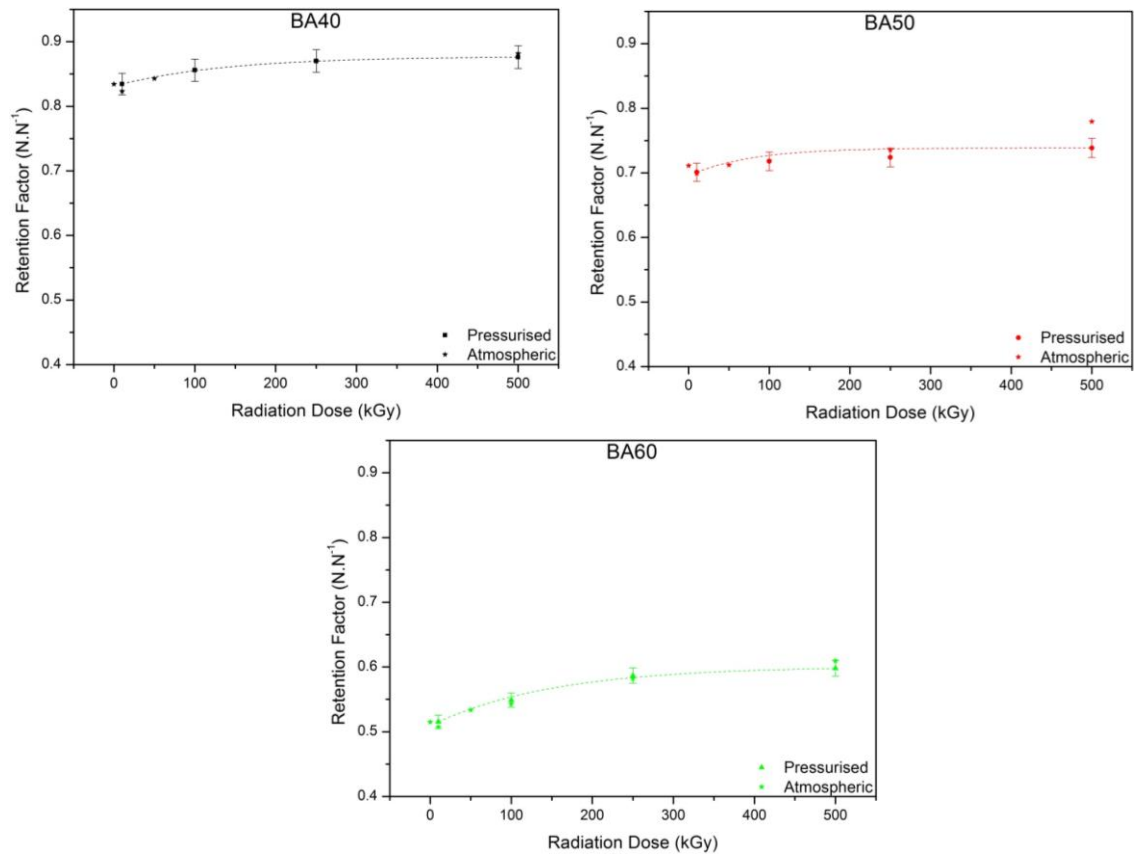 BA40
0.9
0.8
0.7
0.6
0.5
0.4
Retention Factor (N.N⁻¹)
Pressurised
Atmospheric
0 100 200 300 400 500
Radiation Dose (kGy)
BA50
0.9
0.8
0.7
0.6
0.5
0.4
Retention Factor (N.N⁻¹)
Pressurised
Atmospheric
0 100 200 300 400 500
Radiation Dose (kGy)
BA60
0.9
0.8
0.7
0.6
0.5
0.4
Retention Factor (N.N⁻¹)
Pressurised
Atmospheric
0 100 200 300 400 500
Radiation Dose (kGy)